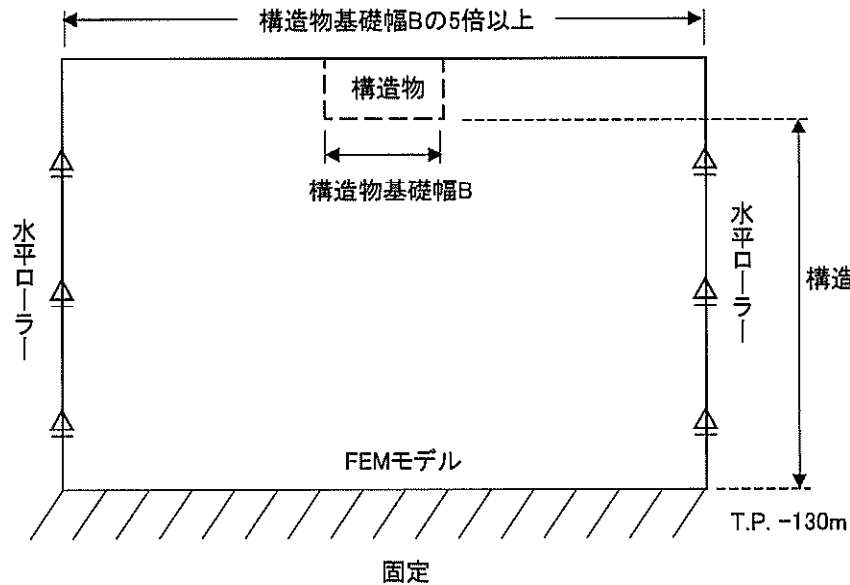 構造物基礎幅Bの5倍以上
構造物
構造物基礎幅B
水平ローラー
水平ローラー
構造
FEMモデル
T.P. -130m
固定